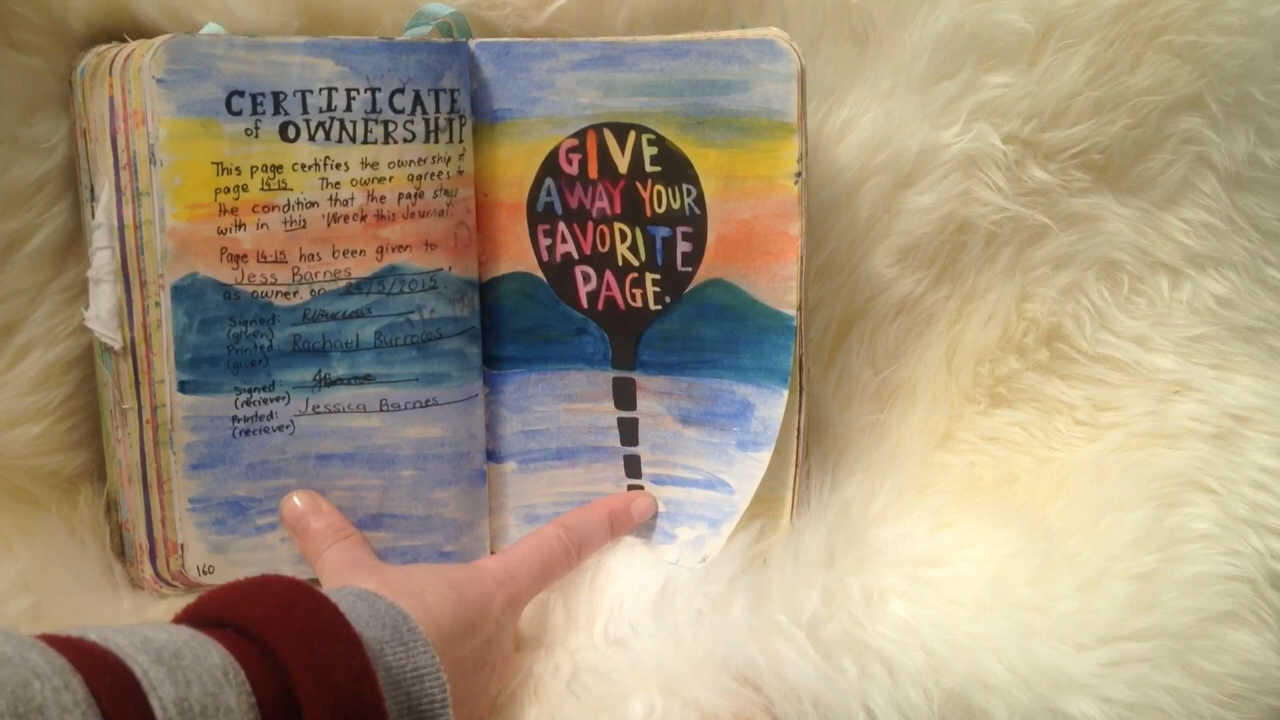 CERTIFICATE
of OWNERSHIP
This page certifies the ownership of
page 14-15. The owner agrees to
the condition that the page stays
with in this 'Wreck this Journal'.
Page 14-15 has been given to
Jess Barnes
as owner. on 24/5/2015.
Signed:
(given)
Printed: Rachael Burrows
(giver)
Signed:
(reciever)
Jessica Barnes
Printed:
(reciever)
160
GIVE
AWAY YOUR
FAVORITE
PAGE.